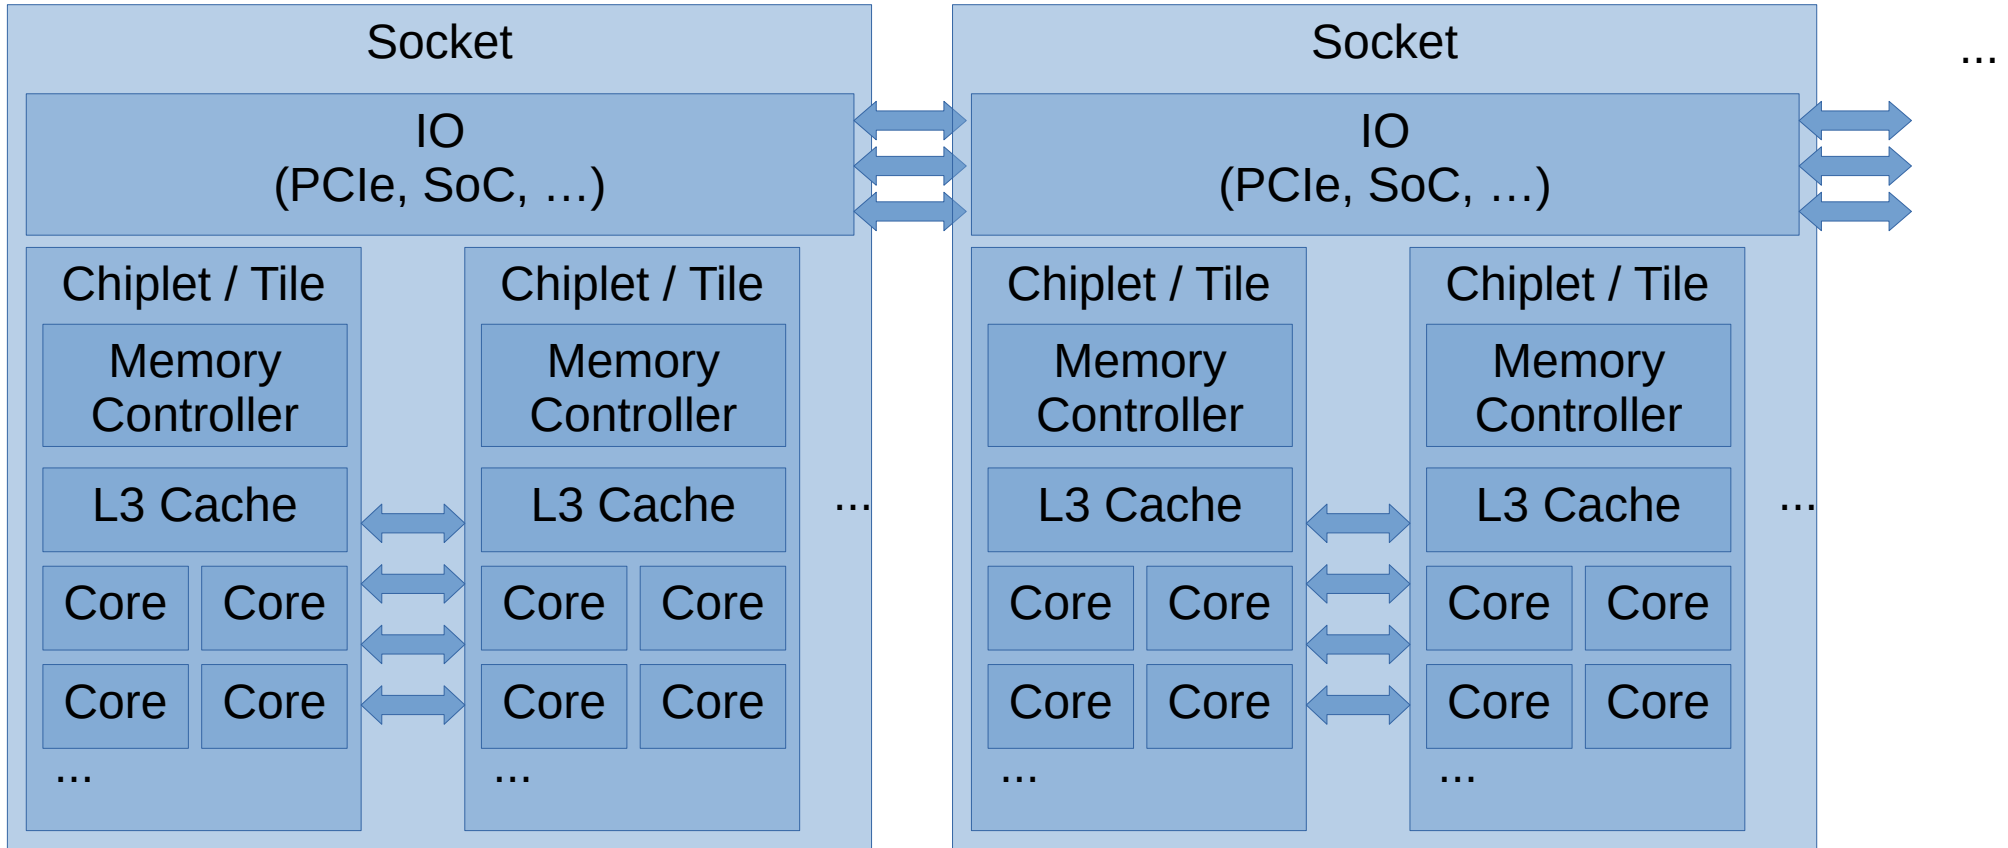 Socket
IO
(PCIe, SoC, …)
Chiplet / Tile
Memory
Controller
L3 Cache
Core
Core
Core
Core
...
Chiplet / Tile
Memory
Controller
L3 Cache
Core
Core
Core
Core
...
...
Socket
IO
(PCIe, SoC, …)
Chiplet / Tile
Memory
Controller
L3 Cache
Core
Core
Core
Core
...
Chiplet / Tile
Memory
Controller
L3 Cache
Core
Core
Core
Core
...
...
...